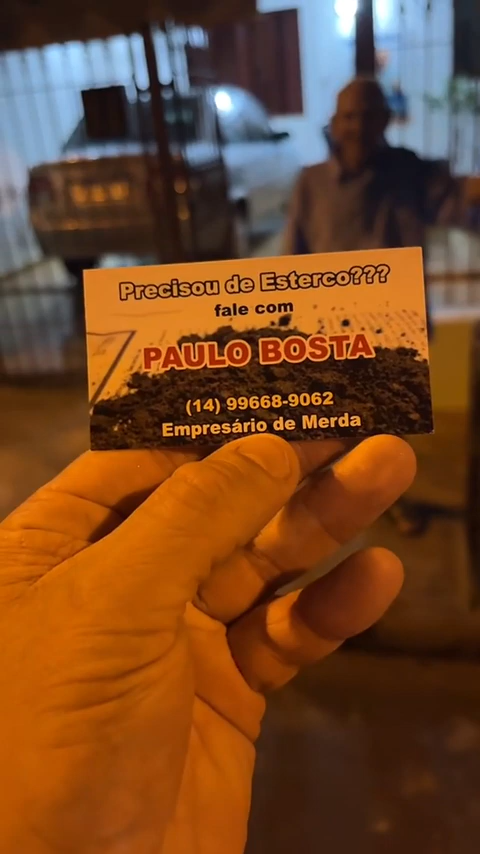 Precisou de Esterco???
fale com
PAULO BOSTA
(14) 99668-9062
Empresário de Merda